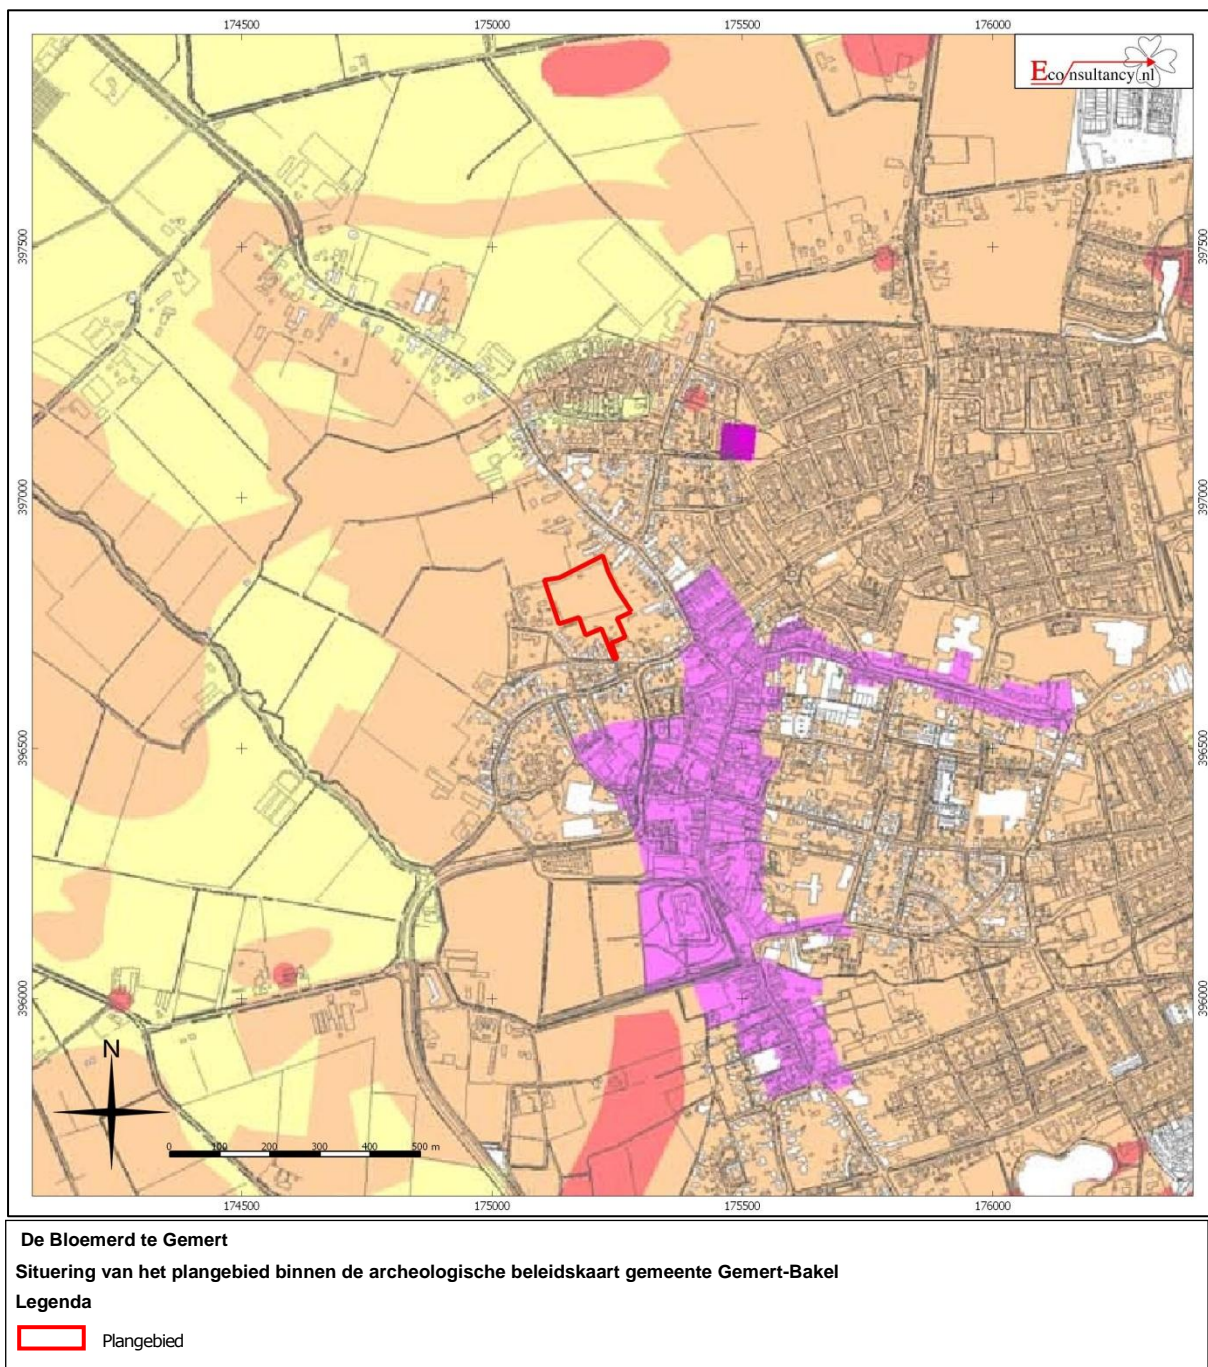 174500 175000 175500 176000
Econsultancy.nl
397500 397500
397000 397000
396500 396500
396000 396000
N
0 100 200 300 400 500 m
174500 175000 175500 176000
De Bloemerd te Gemert
Situering van het plangebied binnen de archeologische beleidskaart gemeente Gemert-Bakel
Legenda
Plangebied